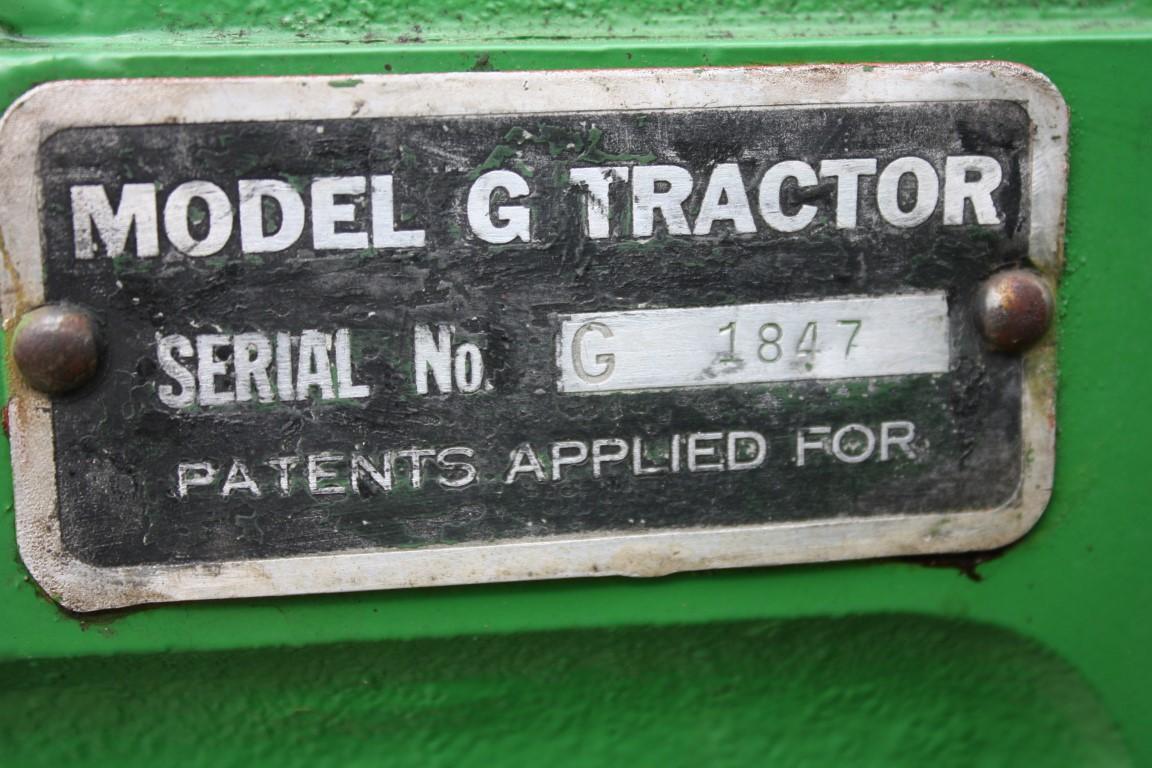 MODEL G TRACTOR
SERIAL No. G 1847
PATENTS APPLIED FOR